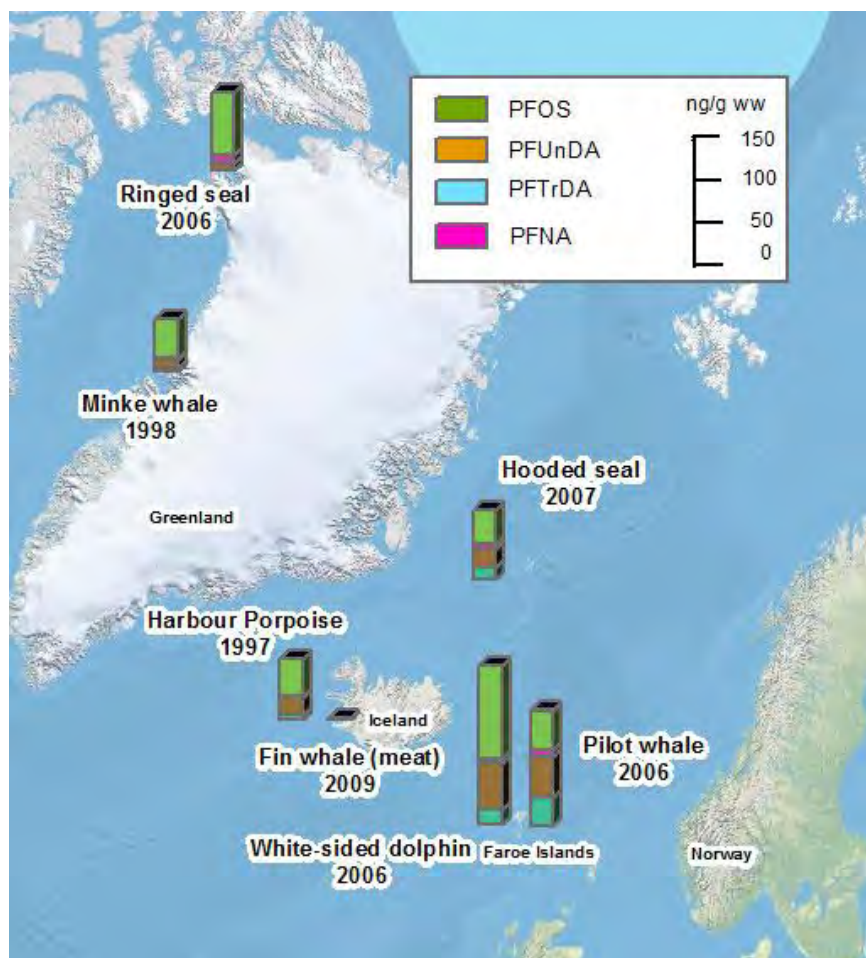 PFOS
PFUnDA
PFTrDA
PFNA
ng/g ww
150
100
50
0
Ringed seal
2006
Minke whale
1998
Hooded seal
2007
Greenland
Harbour Porpoise
1997
Iceland
Fin whale (meat)
2009
Pilot whale
2006
White-sided dolphin
2006
Faroe Islands
Norway